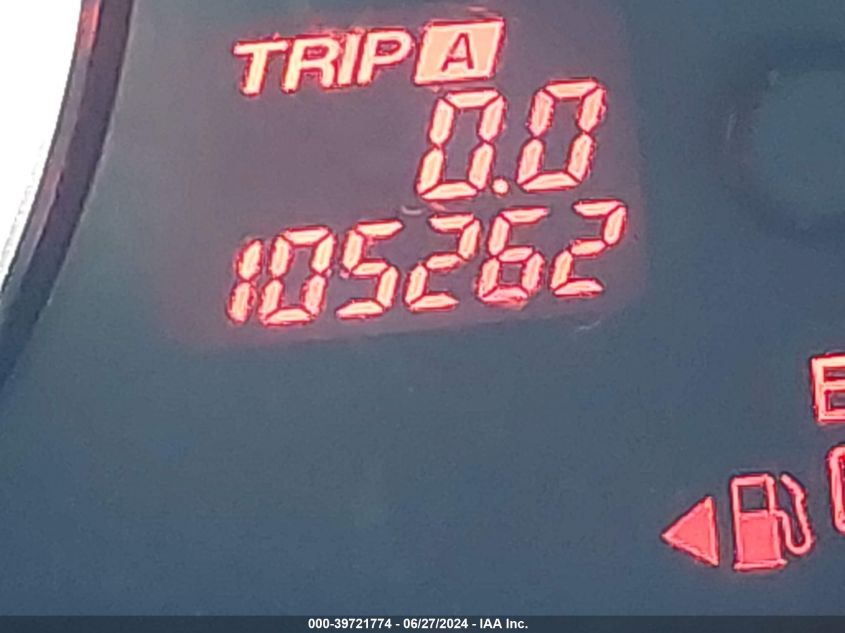 TRIP A
0.0
105262
E
000-39721774 - 06/27/2024 - IAA Inc.